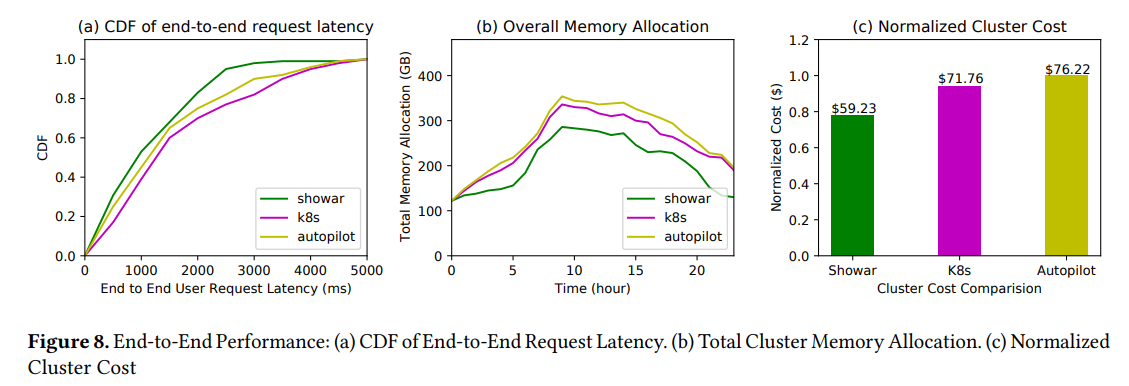 (a) CDF of end-to-end request latency
1.0
0.8
0.6
0.4
0.2
0.0
CDF
showar
k8s
autopilot
0 1000 2000 3000 4000 5000
End to End User Request Latency (ms)
(b) Overall Memory Allocation
400
300
200
100
0
Total Memory Allocation (GB)
showar
k8s
autopilot
0 5 10 15 20
Time (hour)
(c) Normalized Cluster Cost
1.2
1.0
0.8
0.6
0.4
0.2
0.0
Normalized Cost ($)
$59.23
$71.76
$76.22
Showar K8s Autopilot
Cluster Cost Comparision
Figure 8. End-to-End Performance: (a) CDF of End-to-End Request Latency. (b) Total Cluster Memory Allocation. (c) Normalized
Cluster Cost